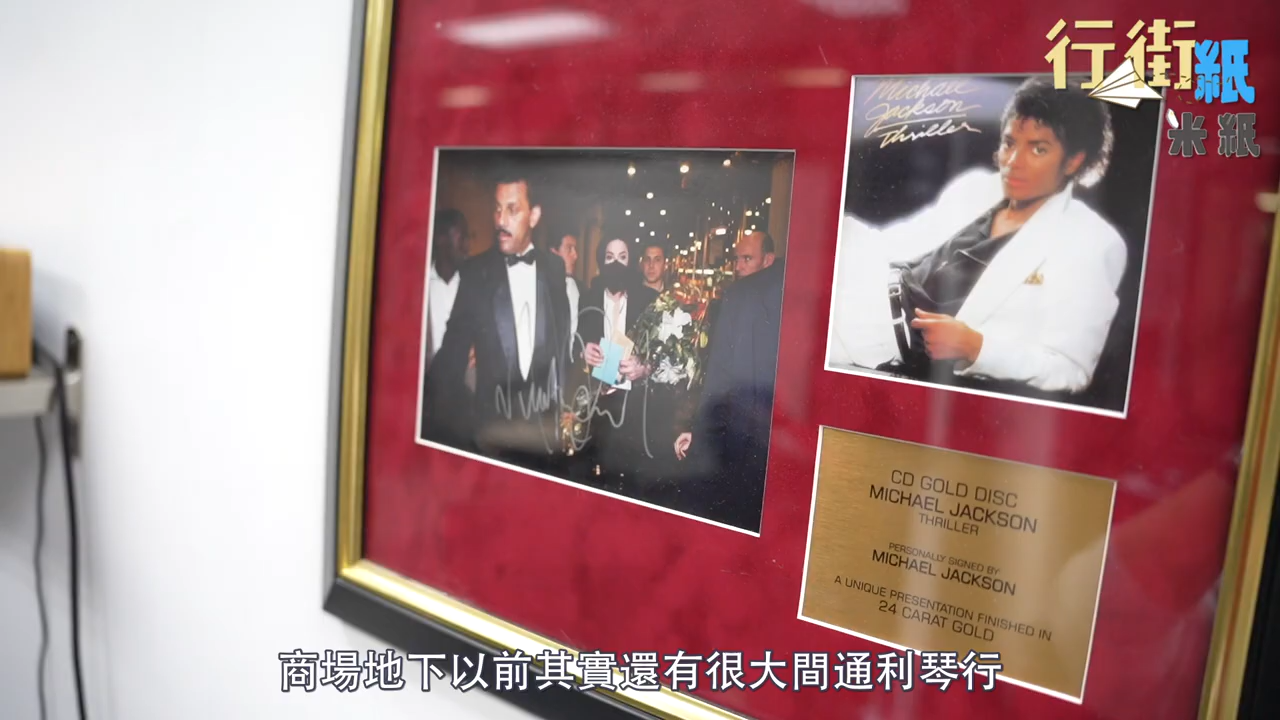 行街紙
米紙
Michael
Jackson
Thriller
CD GOLD DISC
MICHAEL JACKSON
THRILLER
PERSONALLY SIGNED BY
MICHAEL JACKSON
A UNIQUE PRESENTATION FINISHED IN
24 CARAT GOLD
商場地下以前其實還有很大間通利琴行